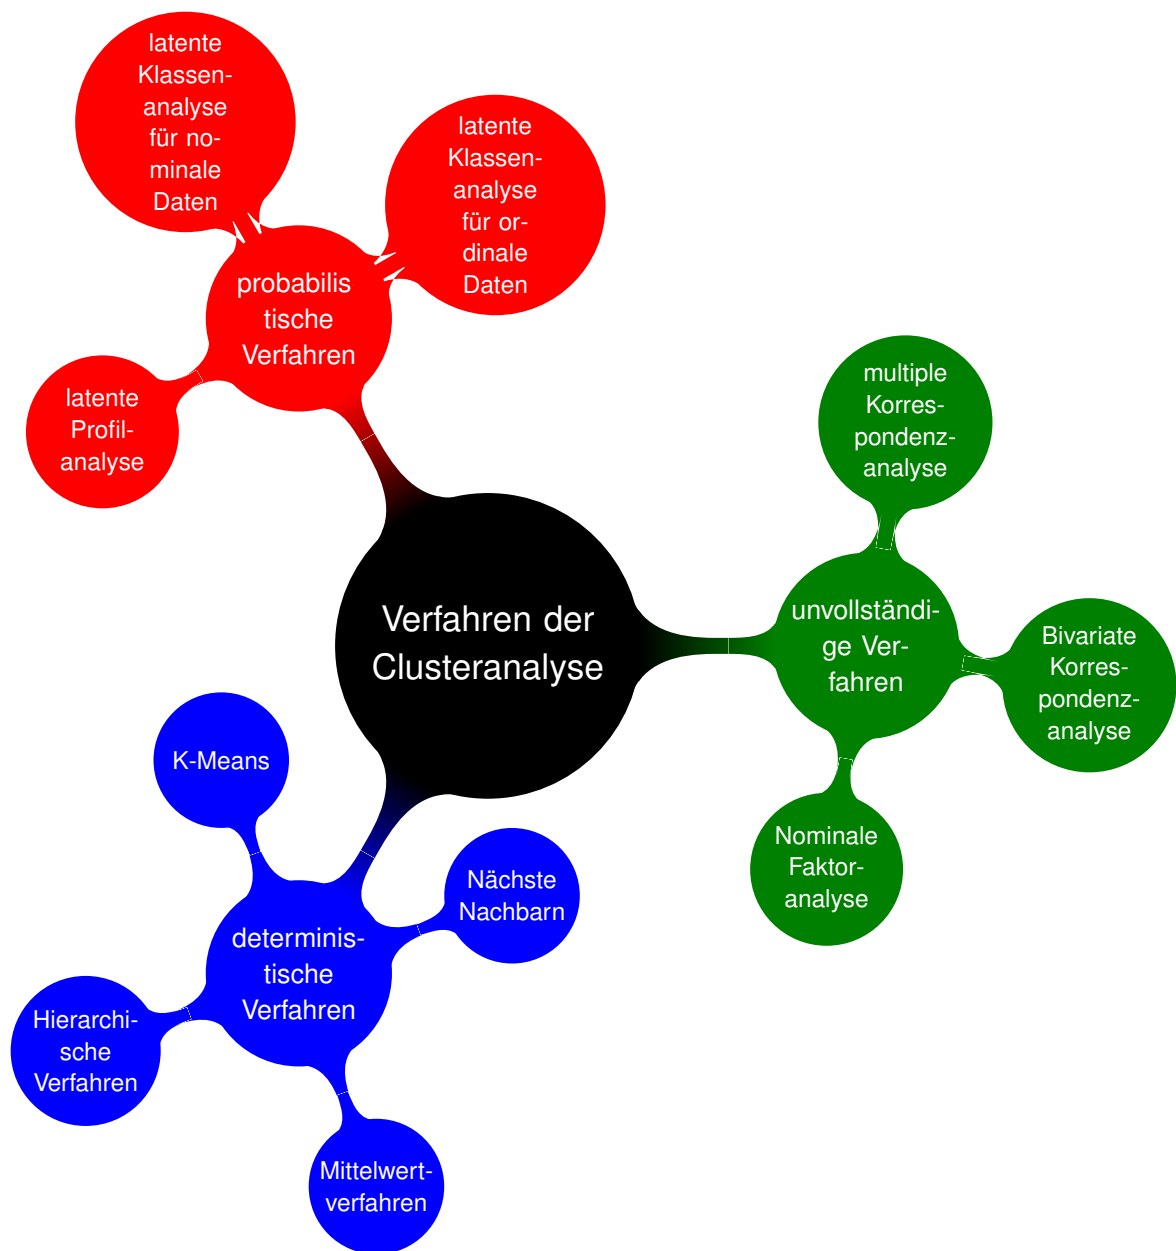 latente
Klassen-
analyse
für no-
minale
Daten
latente
Klassen-
analyse
für or-
dinale
Daten
probabilis
tische
Verfahren
latente
Profil-
analyse
multiple
Korres-
pondenz-
analyse
Verfahren der
Clusteranalyse
unvollständi-
ge Ver-
fahren
Bivariate
Korres-
pondenz-
analyse
Nominale
Faktor-
analyse
K-Means
Nächste
Nachbarn
determinis-
tische
Verfahren
Hierarchi-
sche
Verfahren
Mittelwert-
verfahren